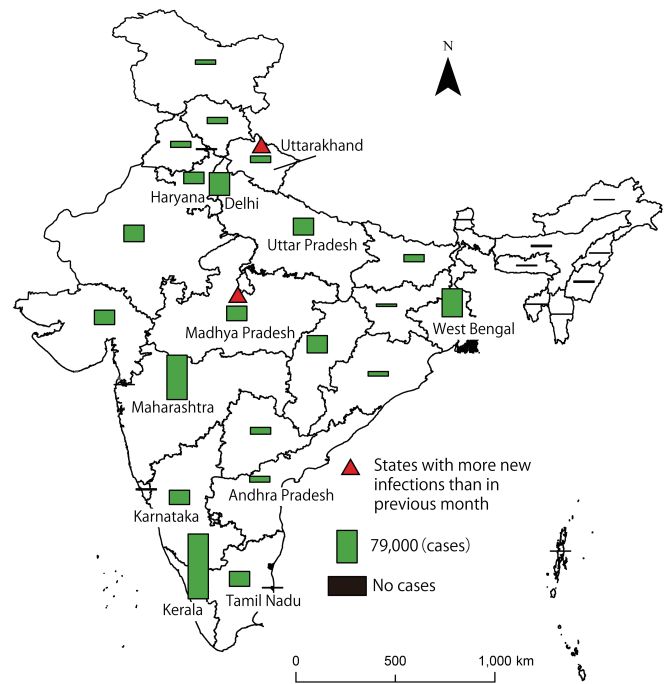 N
Uttarakhand
Haryana
Delhi
Uttar Pradesh
Madhya Pradesh
West Bengal
Maharashtra
Andhra Pradesh
Karnataka
Kerala
Tamil Nadu
States with more new
infections than in
previous month
79,000 (cases)
No cases
0 500 1,000 km